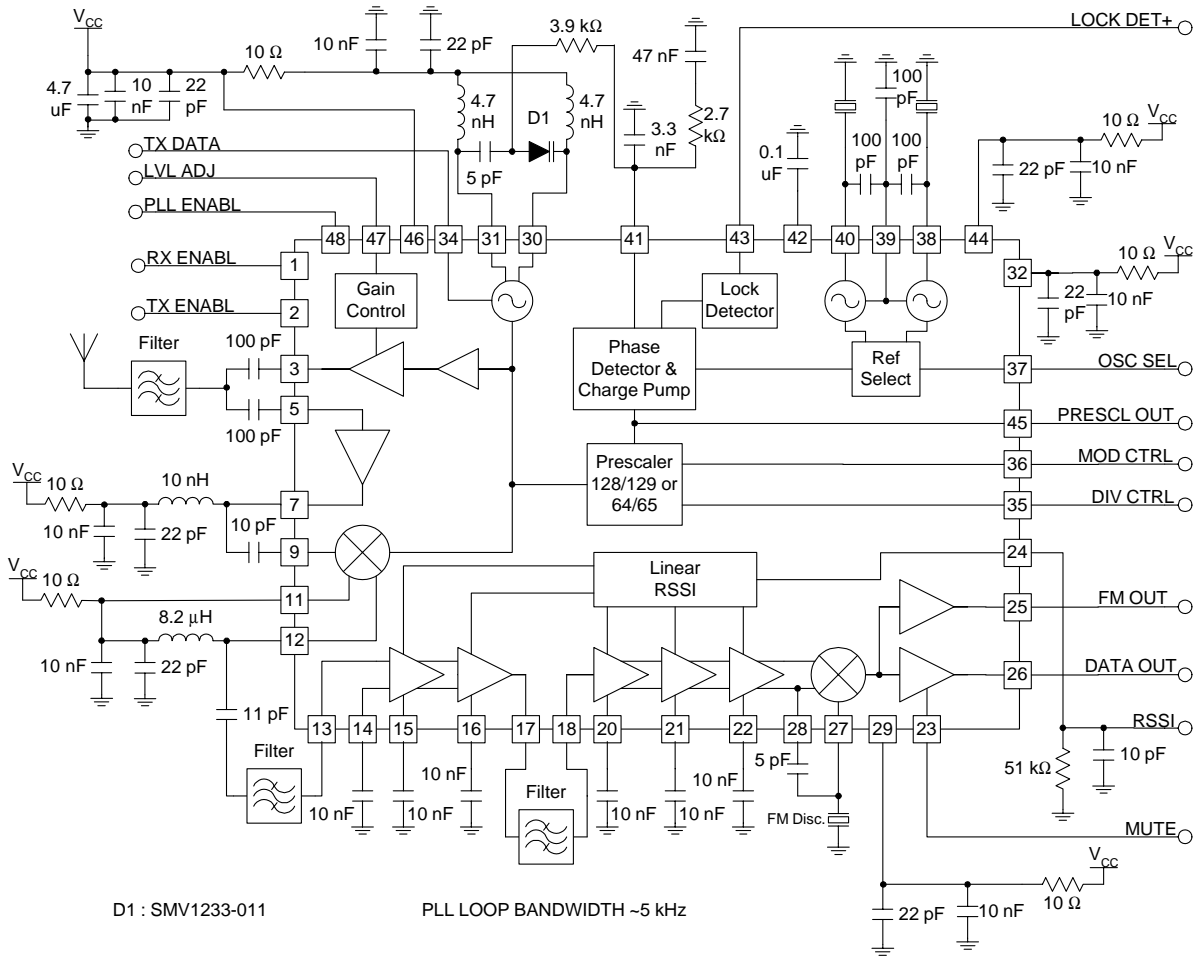 V_CC
10 nF
22 pF
3.9 kΩ
47 nF
LOCK DET+
10 Ω
4.7 uF
10 nF
22 pF
4.7 nH
D1
4.7 nH
5 pF
3.3 nF
2.7 kΩ
0.1 uF
100 pF
100 pF
100 pF
10 Ω
V_CC
22 pF
10 nF
TX DATA
LVL ADJ
PLL ENABL
RX ENABL
TX ENABL
48
47
46
34
31
30
41
43
42
40
39
38
44
1
2
3
5
7
9
11
12
32
10 Ω
V_CC
22 pF
10 nF
Gain Control
Lock Detector
Phase Detector & Charge Pump
Ref Select
Filter
100 pF
100 pF
37
OSC SEL
45
PRESCL OUT
36
MOD CTRL
35
DIV CTRL
Prescaler 128/129 or 64/65
V_CC
10 Ω
10 nH
10 nF
22 pF
10 pF
V_CC
10 Ω
8.2 µH
10 nF
22 pF
11 pF
Linear RSSI
24
25
FM OUT
26
DATA OUT
RSSI
13
14
15
16
17
18
20
21
22
28
27
29
23
Filter
10 nF
10 nF
10 nF
Filter
10 nF
10 nF
10 nF
5 pF
FM Disc.
51 kΩ
10 pF
MUTE
V_CC
10 Ω
22 pF
10 nF
D1 : SMV1233-011
PLL LOOP BANDWIDTH ~5 kHz